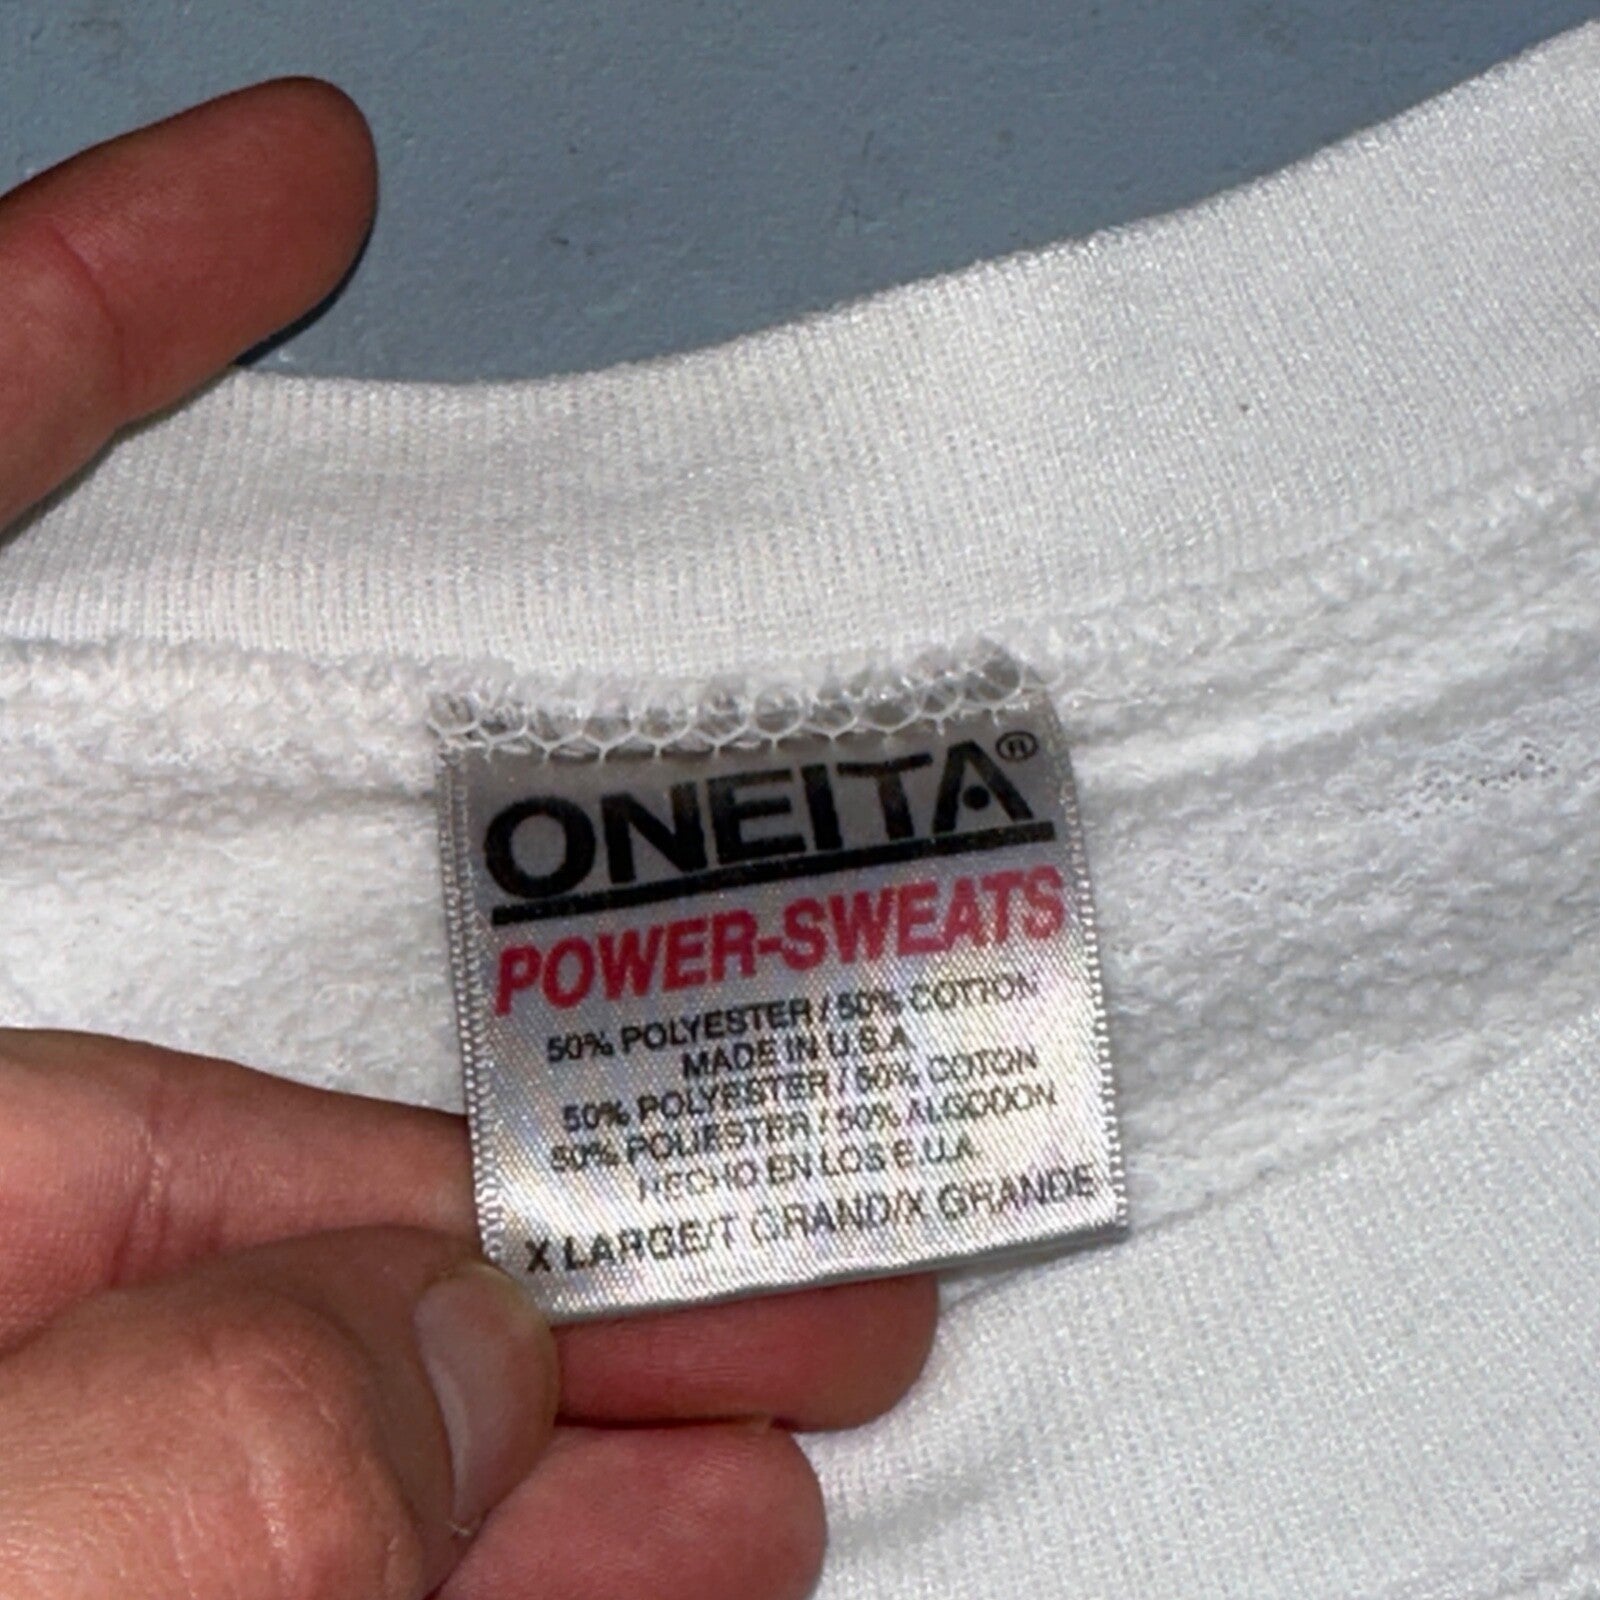 ONEITA®
POWER-SWEATS
50% POLYESTER / 50% COTTON
MADE IN U.S.A
50% POLYESTER / 50% COTON
50% POLIESTER / 50% ALGODON
HECHO EN LOS E.U.A.
X LARGE/T GRAND/X GRANDE